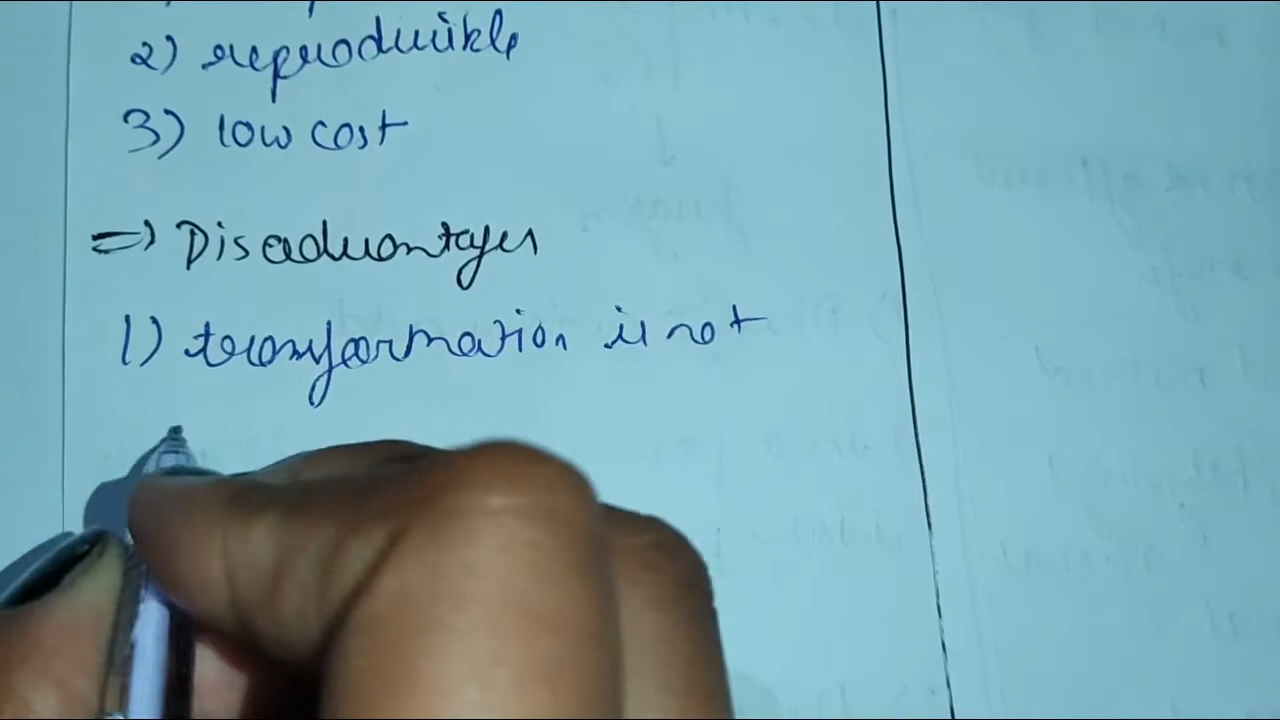 2) reproducible
3) low cost
=> Disadvantages
1) transformation is not